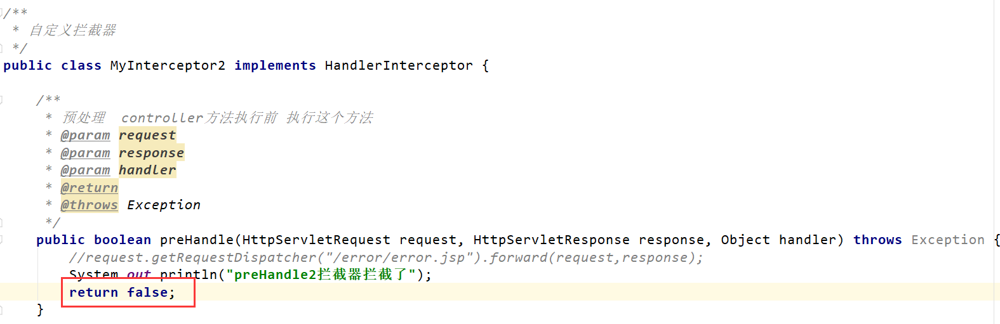 /**
 * 自定义拦截器
 */
public class MyInterceptor2 implements HandlerInterceptor {
    /**
     * 预处理  controller方法执行前 执行这个方法
     * @param request
     * @param response
     * @param handler
     * @return
     * @throws Exception
     */
    public boolean preHandle(HttpServletRequest request, HttpServletResponse response, Object handler) throws Exception {
        //request.getRequestDispatcher("/error/error.jsp").forward(request,response);
        System.out.println("preHandle2拦截器拦截了");
        return false;
    }